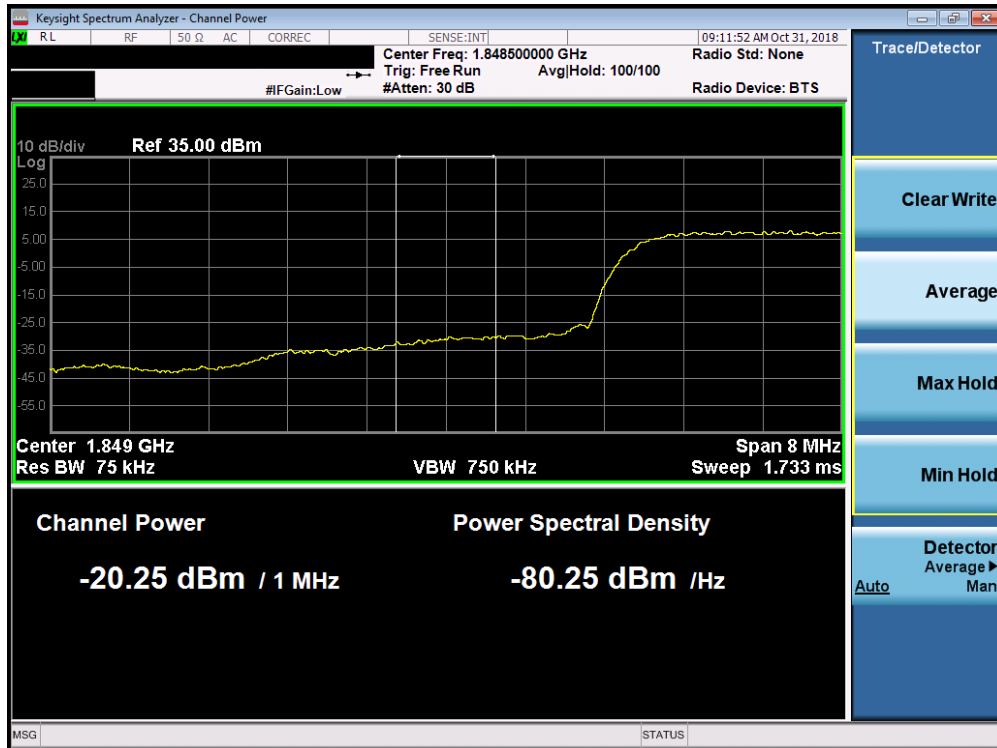 Keysight Spectrum Analyzer - Channel Power
LXI RL RF 50 Ω AC CORREC SENSE:INT 09:11:52 AM Oct 31, 2018
Center Freq: 1.848500000 GHz Radio Std: None
Trig: Free Run Avg|Hold: 100/100
#IFGain:Low #Atten: 30 dB Radio Device: BTS
10 dB/div Ref 35.00 dBm
Log
25.0
15.0
5.00
-5.00
-15.0
-25.0
-35.0
-45.0
-55.0
Center 1.849 GHz Span 8 MHz
Res BW 75 kHz VBW 750 kHz Sweep 1.733 ms
Channel Power Power Spectral Density
-20.25 dBm / 1 MHz -80.25 dBm /Hz
MSG STATUS
Trace/Detector
Clear Write
Average
Max Hold
Min Hold
Detector
Average
Auto Man